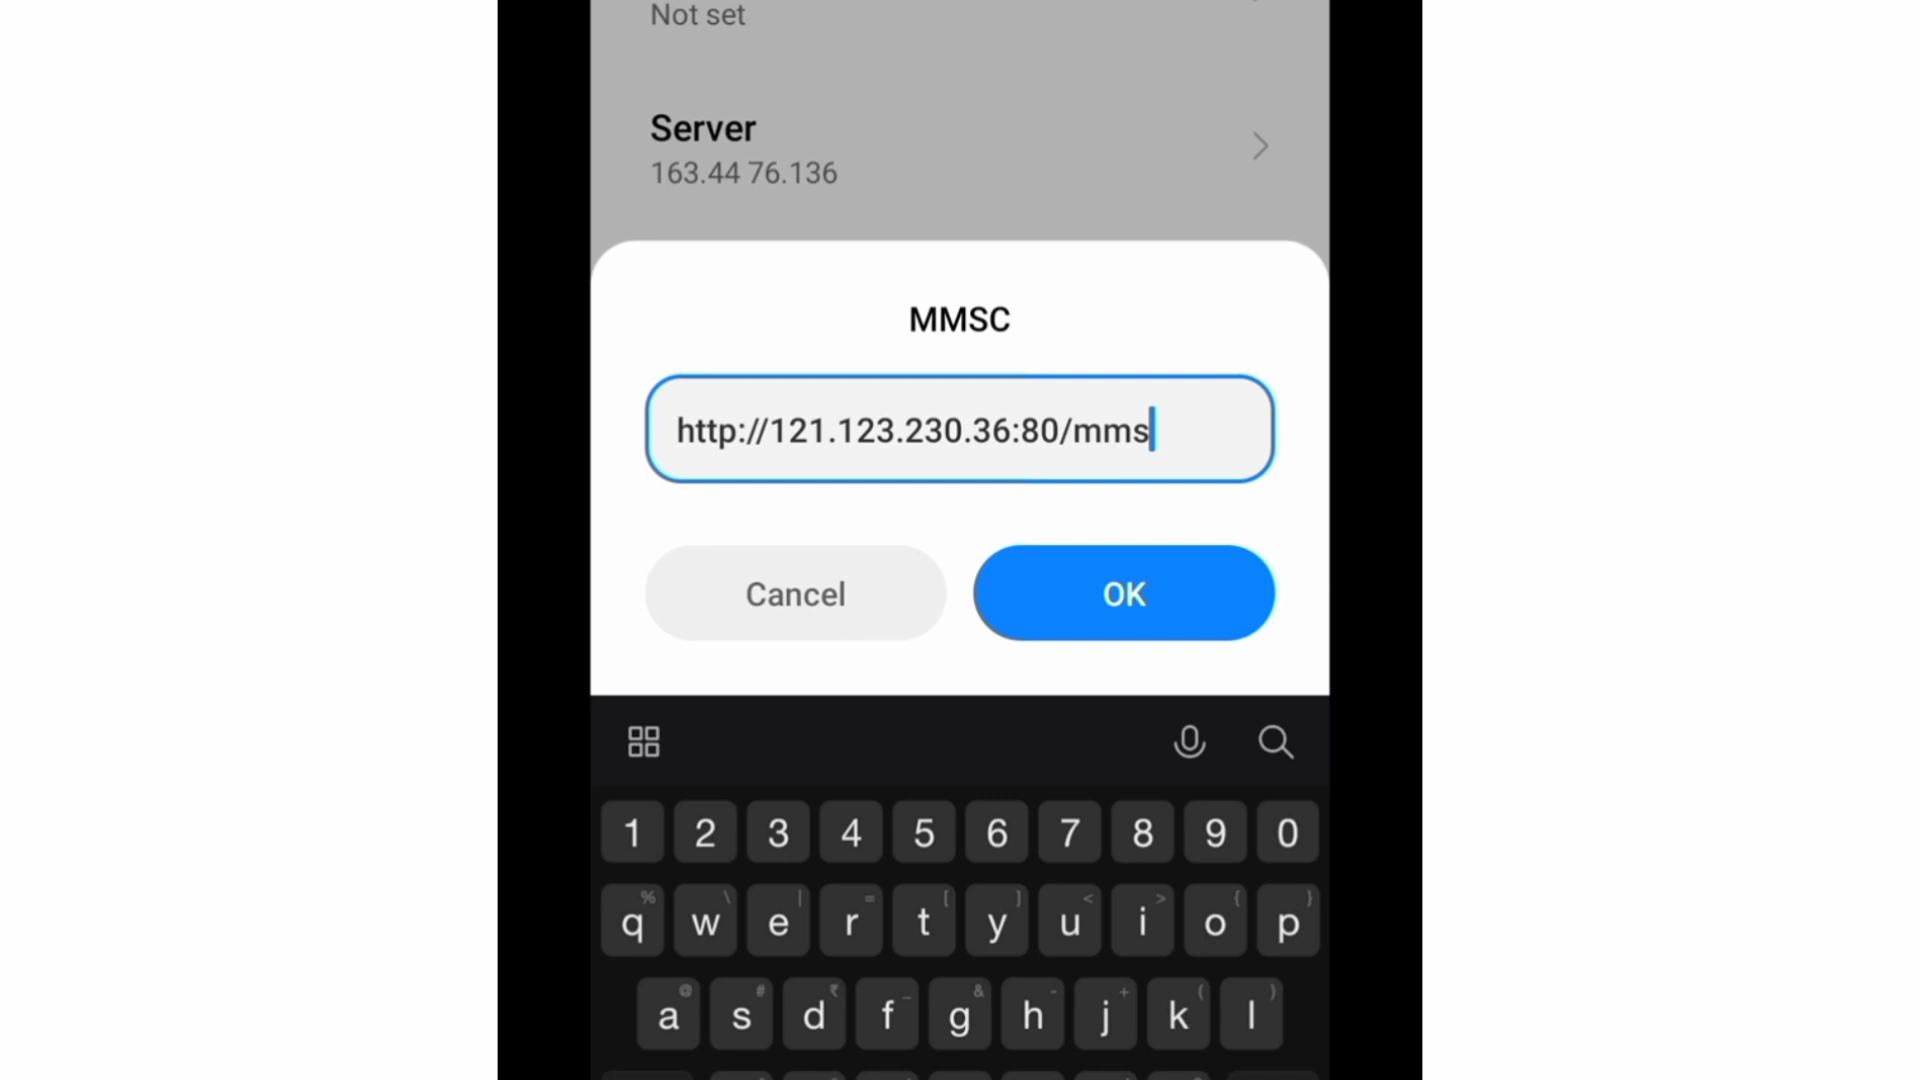 Not set
Server
163.44 76.136
MMSC
http://121.123.230.36:80/mms
Cancel
OK
1 2 3 4 5 6 7 8 9 0
% \ | = [ ] < > { }
q w e r t y u i o p
@ # ₹ _ & - + ( )
a s d f g h j k l